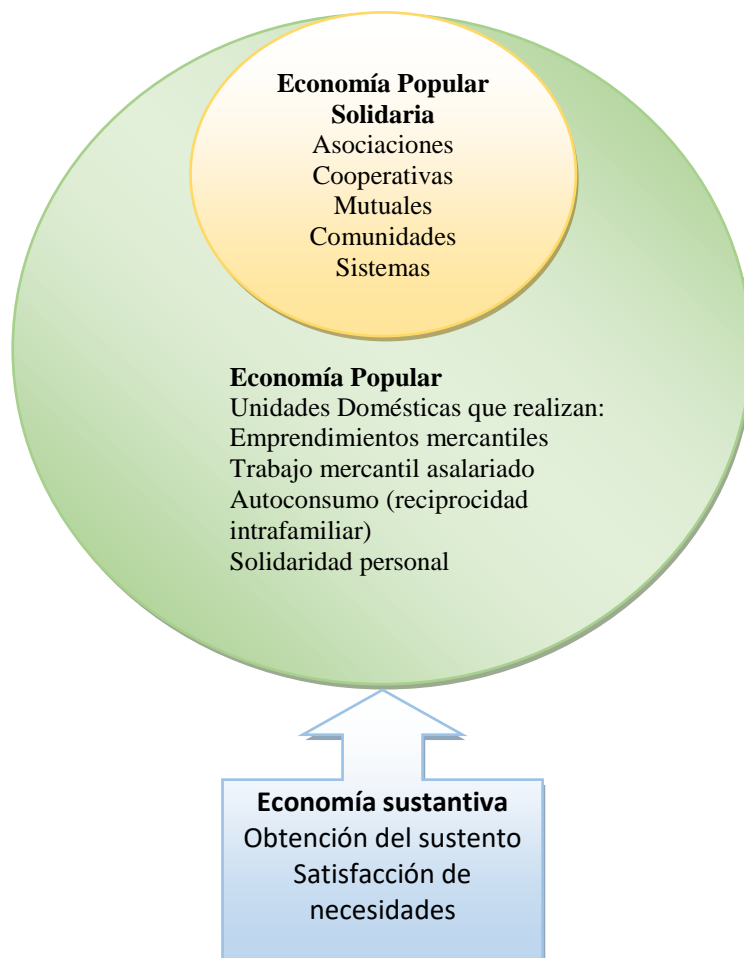 Economía Popular
Solidaria
Asociaciones
Cooperativas
Mutuales
Comunidades
Sistemas
Economía Popular
Unidades Domésticas que realizan:
Emprendimientos mercantiles
Trabajo mercantil asalariado
Autoconsumo (reciprocidad
intrafamiliar)
Solidaridad personal
Economía sustantiva
Obtención del sustento
Satisfacción de
necesidades